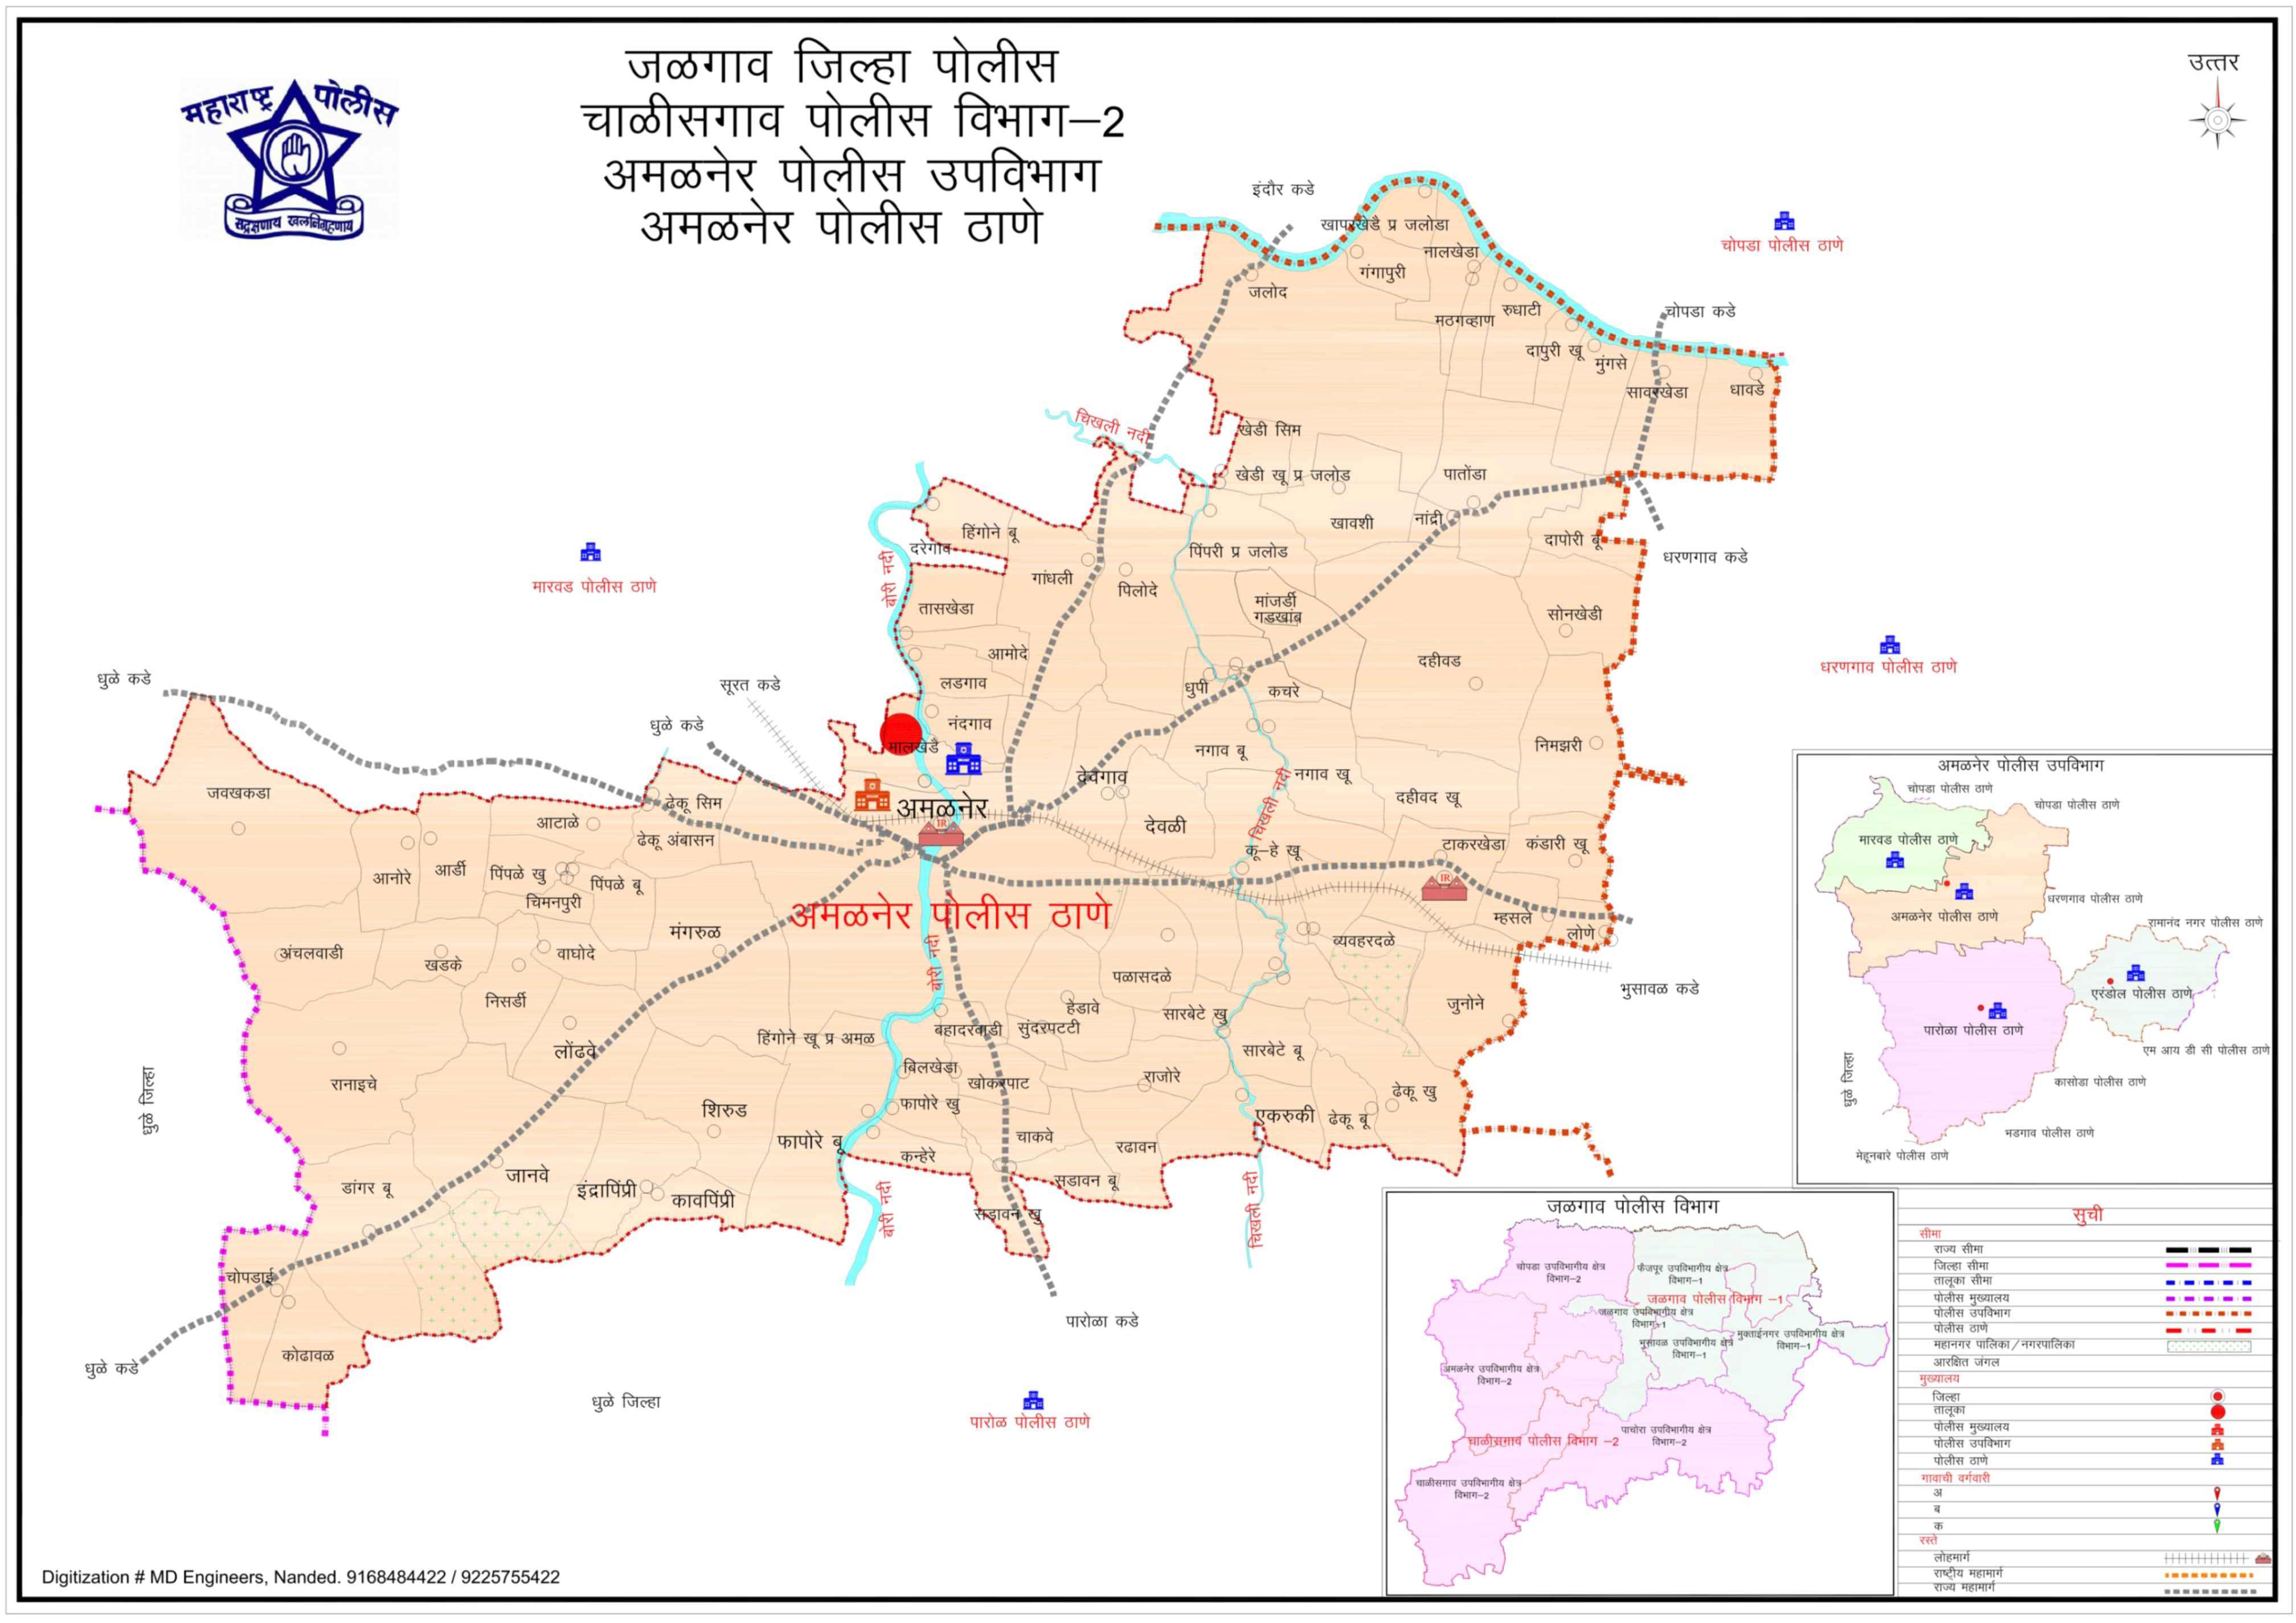 महाराष्ट्र पोलीस
सद्रक्षणाय खलनिग्रहणाय
जळगाव जिल्हा पोलीस
चाळीसगाव पोलीस विभाग–2
अमळनेर पोलीस उपविभाग
अमळनेर पोलीस ठाणे
उत्तर
इंदौर कडे
खापरखेडै प्र जलोडा
नालखेडा
गंगापुरी
जलोद
रुधाटी
मठगव्हाण
चोपडा पोलीस ठाणे
चोपडा कडे
दापुरी खू
मुंगसे
सावरखेडा
धावडे
चिखली नदी
खेडी सिम
खेडी खू प्र जलोड
पातोंडा
खावशी
नांद्री
दापोरी बू
धरणगाव कडे
हिंगोने बू
दरेगाव
बोरी नदी
पिंपरी प्र जलोड
मारवड पोलीस ठाणे
गांधली
पिलोदे
तासखेडा
मांजर्डी
गडखांब
सोनखेडी
आमोदे
दहीवड
धरणगाव पोलीस ठाणे
धुळे कडे
सूरत कडे
लडगाव
धुपी
कचरे
धुळे कडे
नंदगाव
मालखेडै
नगाव बू
निमझरी
देवगाव
नगाव खू
चिखली नदी
जवखकडा
ढेकू सिम
अमळनेर
IR
दहीवद खू
आटाळे
ढेकू अंबासन
देवळी
कू–हे खू
टाकरखेडा
कंडारी खू
आनोरे
आर्डी
पिंपळे खु
पिंपळे बू
चिमनपुरी
IR
अमळनेर पोलीस ठाणे
म्हसले
लोणे
मंगरुळ
व्यवहरदळे
अंचलवाडी
खडके
वाघोदे
बोरी नदी
पळासदळे
भुसावळ कडे
निसर्डी
हेडावे
सारबेटे खु
जुनोने
बहादरवाडी
सुंदरपटटी
हिंगोने खू प्र अमळ
लोंढवे
सारबेटे बू
बिलखेडा
खोकरपाट
राजोरे
रानाइचे
ढेकू खु
फापोरे खु
शिरुड
एकरुकी
ढेकू बू
धुळे जिल्हा
फापोरे बू
चाकवे
रढावन
कन्हेरे
जानवे
इंद्रापिंप्री
कावपिंप्री
डांगर बू
सडावन बू
सडावन खु
बोरी नदी
चिखली नदी
चोपडाई
पारोळा कडे
कोढावळ
धुळे कडे
धुळे जिल्हा
पारोळ पोलीस ठाणे
अमळनेर पोलीस उपविभाग
चोपडा पोलीस ठाणे
चोपडा पोलीस ठाणे
मारवड पोलीस ठाणे
धरणगाव पोलीस ठाणे
अमळनेर पोलीस ठाणे
रामानंद नगर पोलीस ठाणे
एरंडोल पोलीस ठाणे
पारोळा पोलीस ठाणे
एम आय डी सी पोलीस ठाणे
धुळे जिल्हा
कासोडा पोलीस ठाणे
भडगाव पोलीस ठाणे
मेहूनबारे पोलीस ठाणे
जळगाव पोलीस विभाग
चोपडा उपविभागीय क्षेत्र
विभाग–2
फैजपूर उपविभागीय क्षेत्र
विभाग–1
जळगाव पोलीस विभाग –1
जळगाव उपविभागीय क्षेत्र
विभाग–1
मुक्ताईनगर उपविभागीय क्षेत्र
विभाग–1
भुसावळ उपविभागीय क्षेत्र
विभाग–1
अमळनेर उपविभागीय क्षेत्र
विभाग–2
पाचोरा उपविभागीय क्षेत्र
विभाग–2
चाळीसगाव पोलीस विभाग –2
चाळीसगाव उपविभागीय क्षेत्र
विभाग–2
सुची
सीमा
राज्य सीमा
जिल्हा सीमा
तालूका सीमा
पोलीस मुख्यालय
पोलीस उपविभाग
पोलीस ठाणे
महानगर पालिका/नगरपालिका
आरक्षित जंगल
मुख्यालय
जिल्हा
तालूका
पोलीस मुख्यालय
पोलीस उपविभाग
पोलीस ठाणे
गावाची वर्गवारी
अ
ब
क
रस्ते
लोहमार्ग
राष्ट्रीय महामार्ग
राज्य महामार्ग
Digitization # MD Engineers, Nanded. 9168484422 / 9225755422